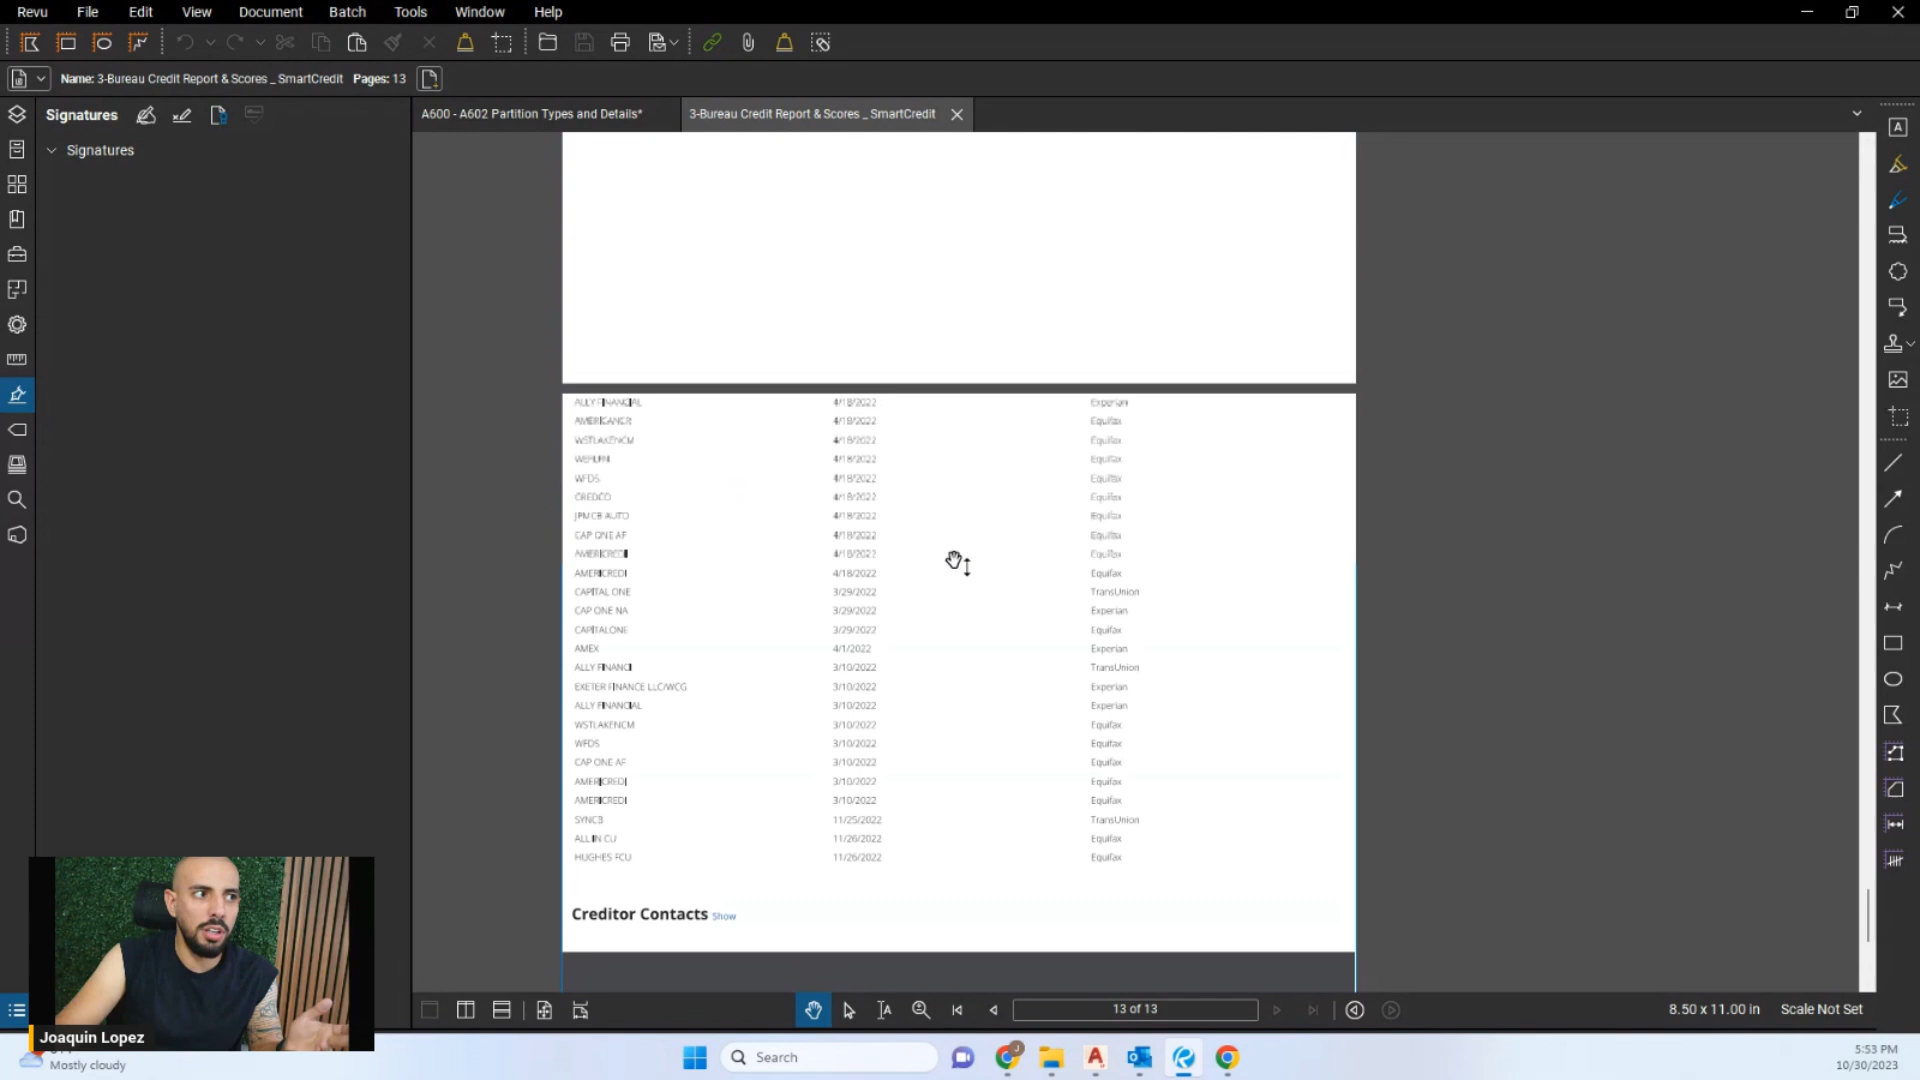 Revu File Edit View Document Batch Tools Window Help
Name: 3-Bureau Credit Report & Scores _ SmartCredit Pages: 13
Signatures
A600 - A602 Partition Types and Details*
3-Bureau Credit Report & Scores _ SmartCredit
Signatures
ALLY FINANCIAL 4/18/2022 Experian
AMERICANCR 4/18/2022 Equifax
WSTLAKENCM 4/18/2022 Equifax
4/18/2022 Equifax
WFDS 4/18/2022 Equifax
CREDCO 4/18/2022 Equifax
JPMCB AUTO 4/18/2022 Equifax
CAP ONE AF 4/18/2022 Equifax
AMERICREDI 4/18/2022 Equifax
AMERICREDI 4/18/2022 Equifax
CAPITAL ONE 3/29/2022 TransUnion
CAP ONE NA 3/29/2022 Experian
CAPITALONE 3/29/2022 Equifax
AMEX 4/1/2022 Experian
ALLY FINANCI 3/10/2022 TransUnion
EXETER FINANCE LLC/WCG 3/10/2022 Experian
ALLY FINANCIAL 3/10/2022 Experian
WSTLAKENCM 3/10/2022 Equifax
WFDS 3/10/2022 Equifax
CAP ONE AF 3/10/2022 Equifax
AMERICREDI 3/10/2022 Equifax
AMERICREDI 3/10/2022 Equifax
SYNCB 11/25/2022 TransUnion
ALL IN CU 11/26/2022 Equifax
HUGHES FCU 11/26/2022 Equifax
Creditor Contacts Show
13 of 13
8.50 x 11.00 in Scale Not Set
Joaquin Lopez
Mostly cloudy
Search
5:53 PM
10/30/2023